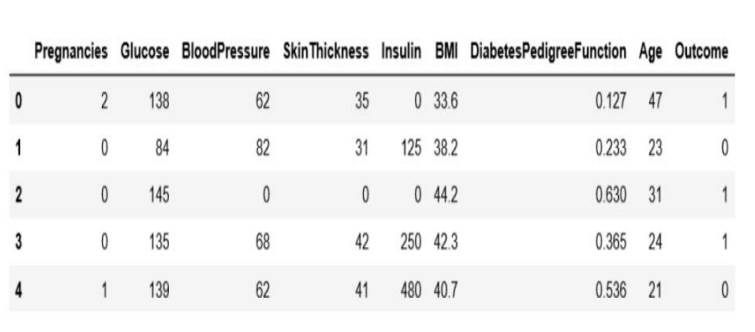 Pregnancies Glucose BloodPressure SkinThickness Insulin BMI DiabetesPedigreeFunction Age Outcome
0 2 138 62 35 0 33.6 0.127 47 1
1 0 84 82 31 125 38.2 0.233 23 0
2 0 145 0 0 0 44.2 0.630 31 1
3 0 135 68 42 250 42.3 0.365 24 1
4 1 139 62 41 480 40.7 0.536 21 0